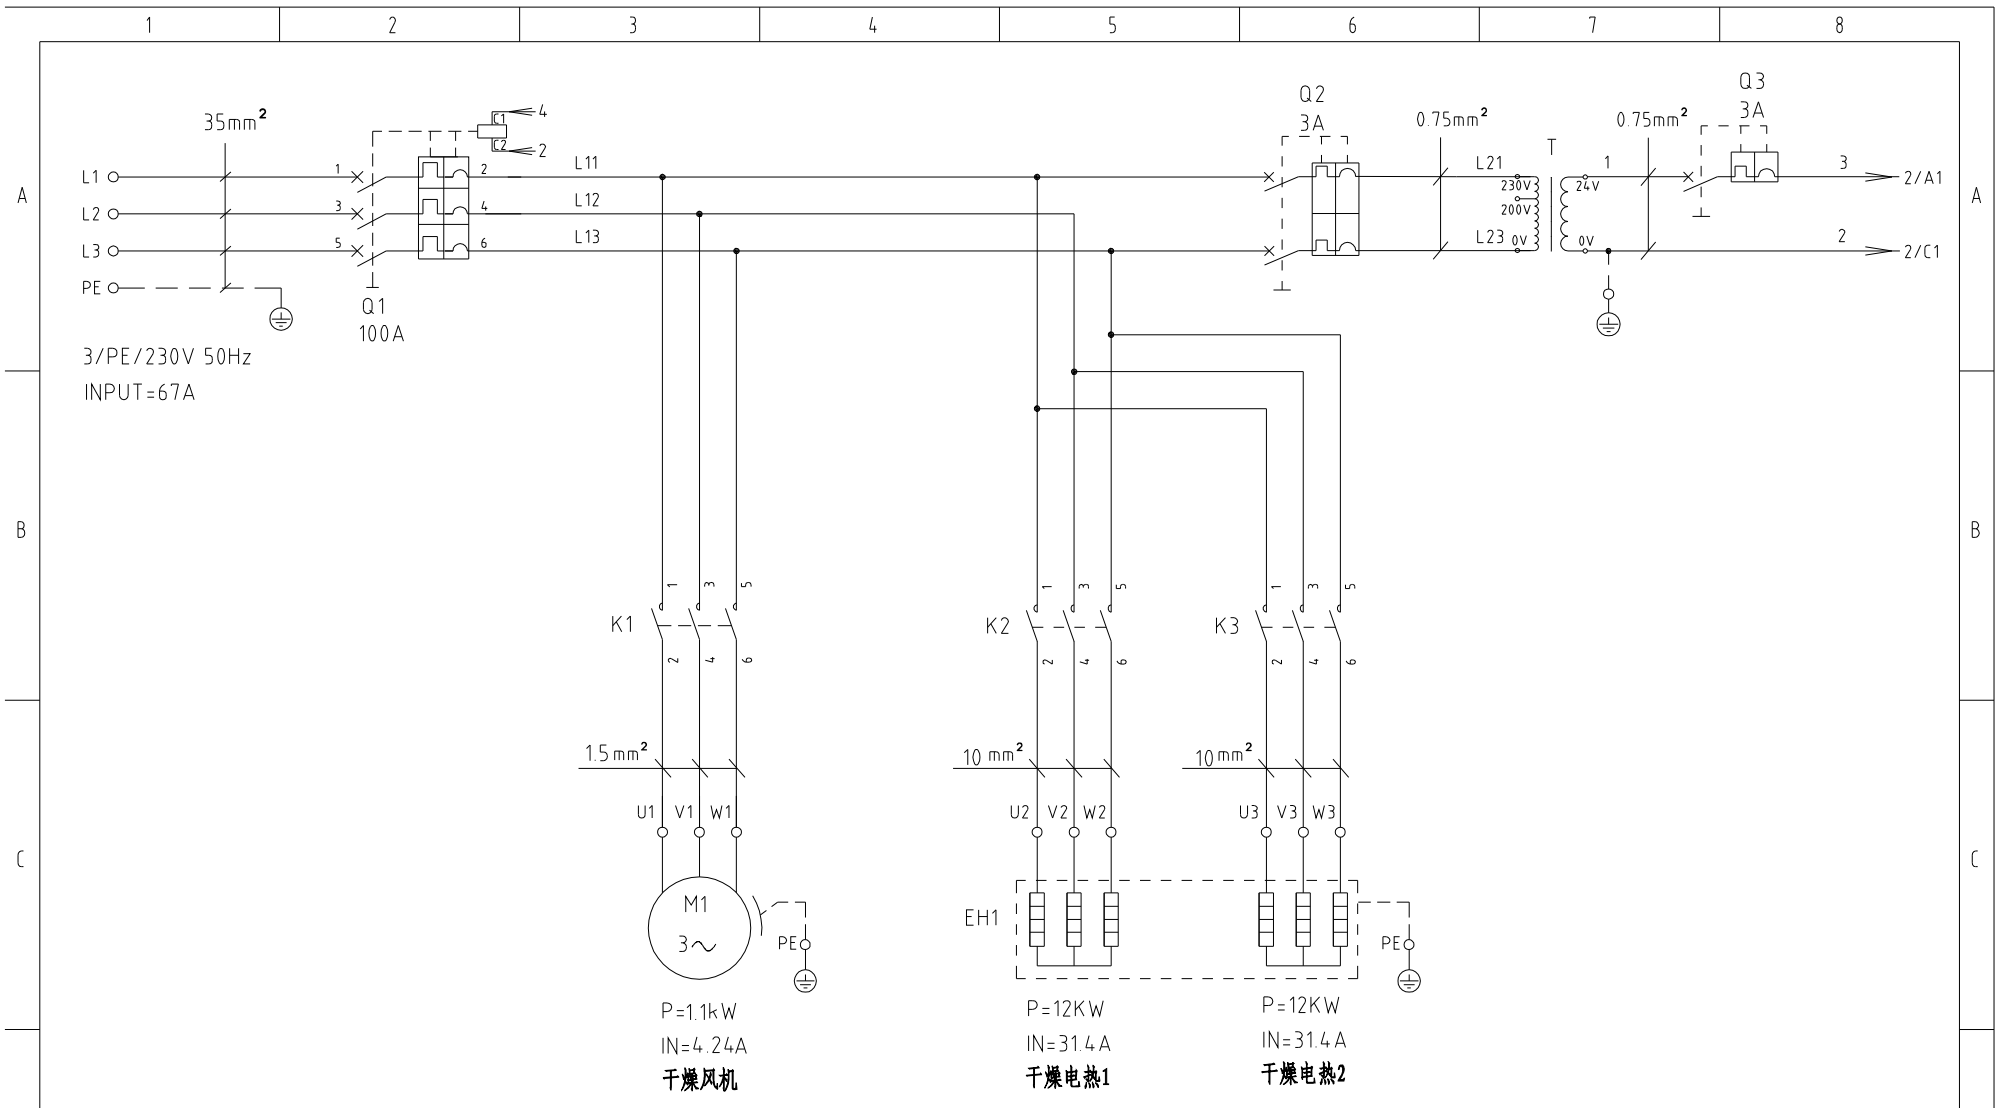 1 2 3 4 5 6 7 8
Q3
3A
Q2
3A
35mm²
C1 4
C2 2
0.75mm²
0.75mm²
T
A
L1
1
2
L11
L21
230V
24V
1
3
2/A1
A
L2
3
4
L12
200V
L3
5
6
L13
L23
0V
0V
2
2/C1
PE
Q1
100A
3/PE/230V 50Hz
INPUT=67A
B
B
1 3 5
1 3 5
1 3 5
K1
K2
K3
2 4 6
2 4 6
2 4 6
1.5mm²
10mm²
10mm²
U1 V1 W1
U2 V2 W2
U3 V3 W3
C
C
M1
3~
PE
EH1
PE
P=1.1kW
IN=4.24A
干燥风机
P=12KW
IN=31.4A
干燥电热1
P=12KW
IN=31.4A
干燥电热2